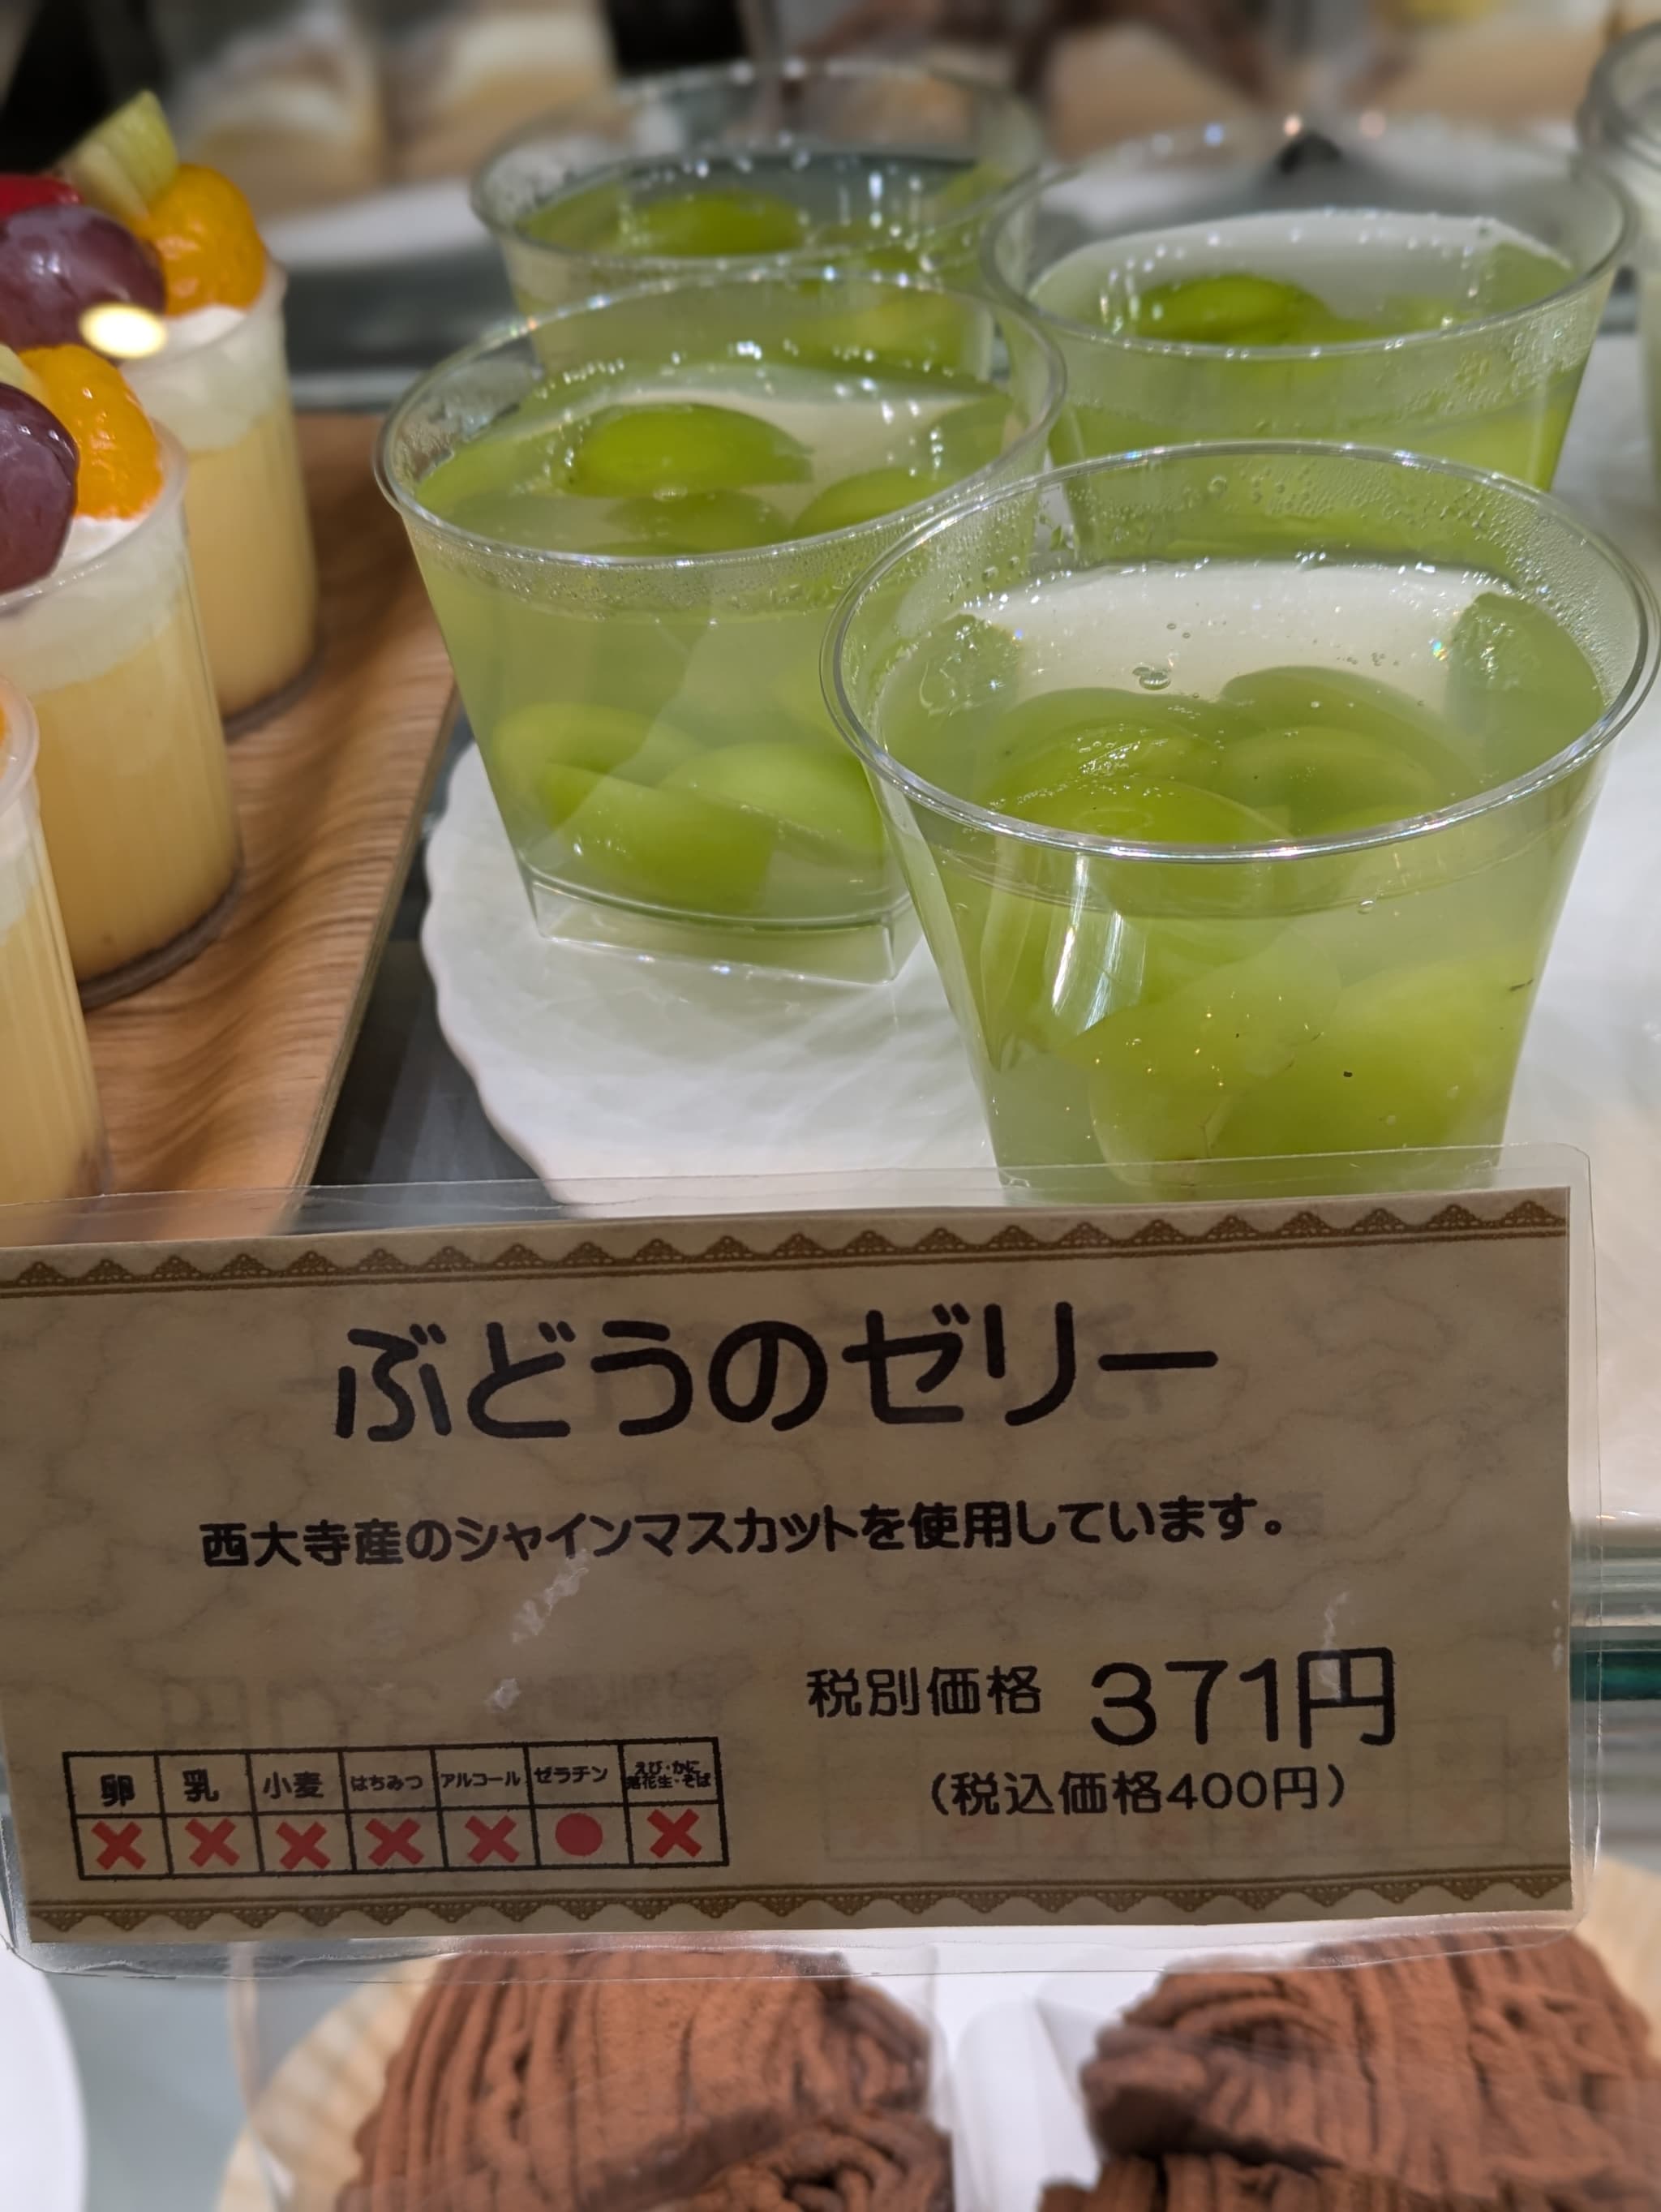 ぶどうのゼリー
西大寺産のシャインマスカットを使用しています。
税別価格 371円
(税込価格400円)
卵 乳 小麦 はちみつ アルコール ゼラチン えび・かに 落花生・そば
× × × × × ● ×